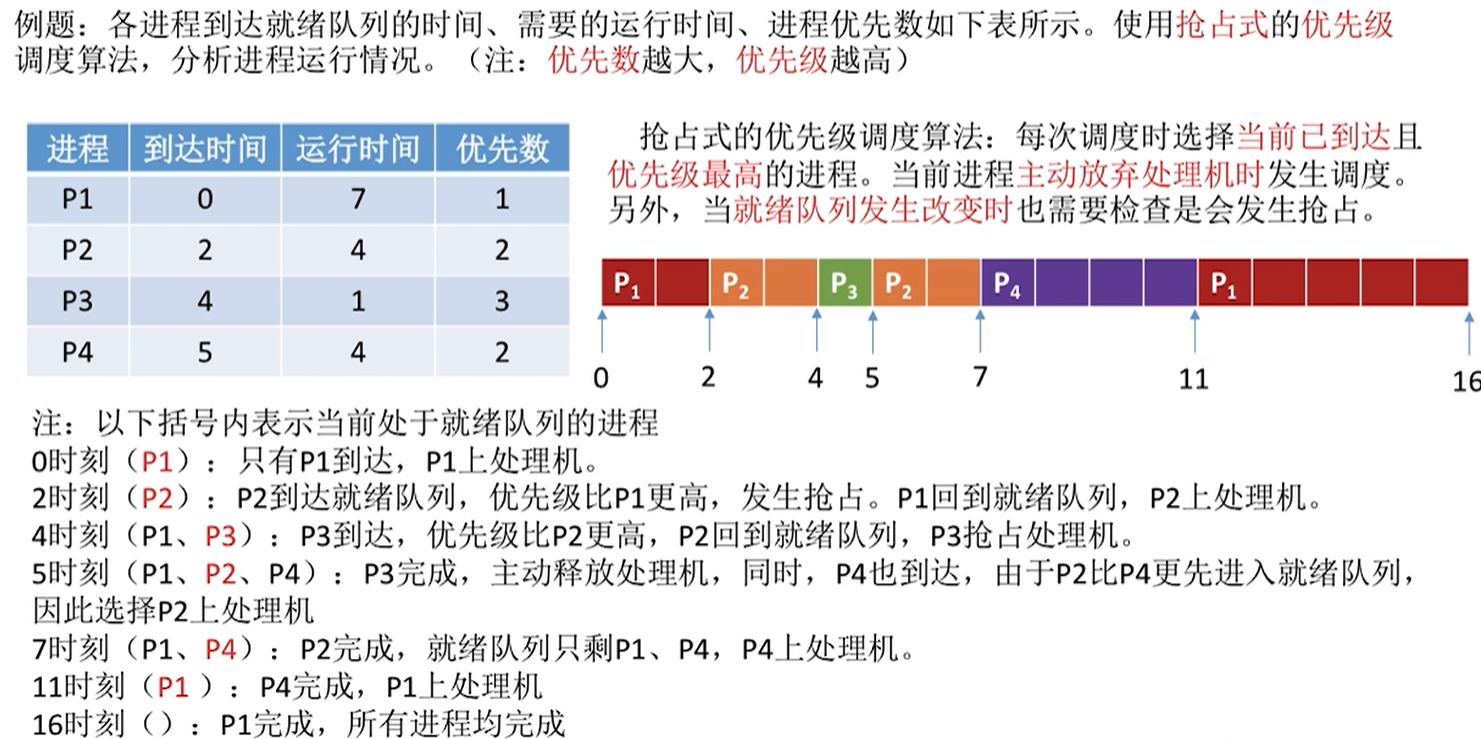 例题：各进程到达就绪队列的时间、需要的运行时间、进程优先数如下表所示。使用抢占式的优先级
调度算法，分析进程运行情况。（注：优先数越大，优先级越高）
进程 到达时间 运行时间 优先数
P1 0 7 1
P2 2 4 2
P3 4 1 3
P4 5 4 2
抢占式的优先级调度算法：每次调度时选择当前已到达且
优先级最高的进程。当前进程主动放弃处理机时发生调度。
另外，当就绪队列发生改变时也需要检查是会发生抢占。
P1 P2 P3 P2 P4 P1
0 2 4 5 7 11 16
注：以下括号内表示当前处于就绪队列的进程
0时刻（P1）：只有P1到达，P1上处理机。
2时刻（P2）：P2到达就绪队列，优先级比P1更高，发生抢占。P1回到就绪队列，P2上处理机。
4时刻（P1、P3）：P3到达，优先级比P2更高，P2回到就绪队列，P3抢占处理机。
5时刻（P1、P2、P4）：P3完成，主动释放处理机，同时，P4也到达，由于P2比P4更先进入就绪队列，
因此选择P2上处理机
7时刻（P1、P4）：P2完成，就绪队列只剩P1、P4，P4上处理机。
11时刻（P1 ）：P4完成，P1上处理机
16时刻（）：P1完成，所有进程均完成